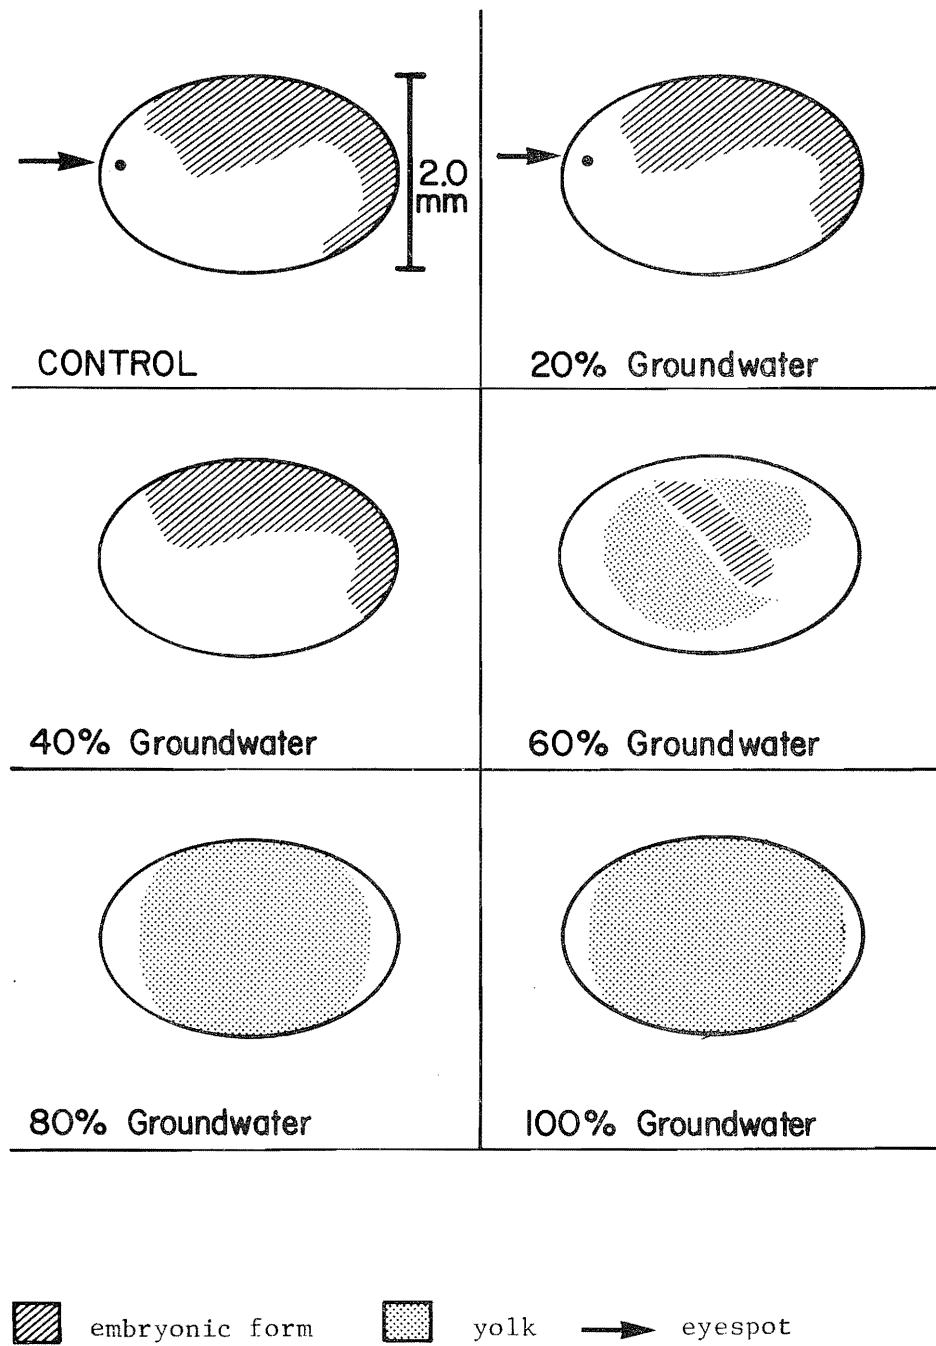 2.0
mm
CONTROL
20% Groundwater
40% Groundwater
60% Groundwater
80% Groundwater
100% Groundwater
embryonic form
yolk
eyespot